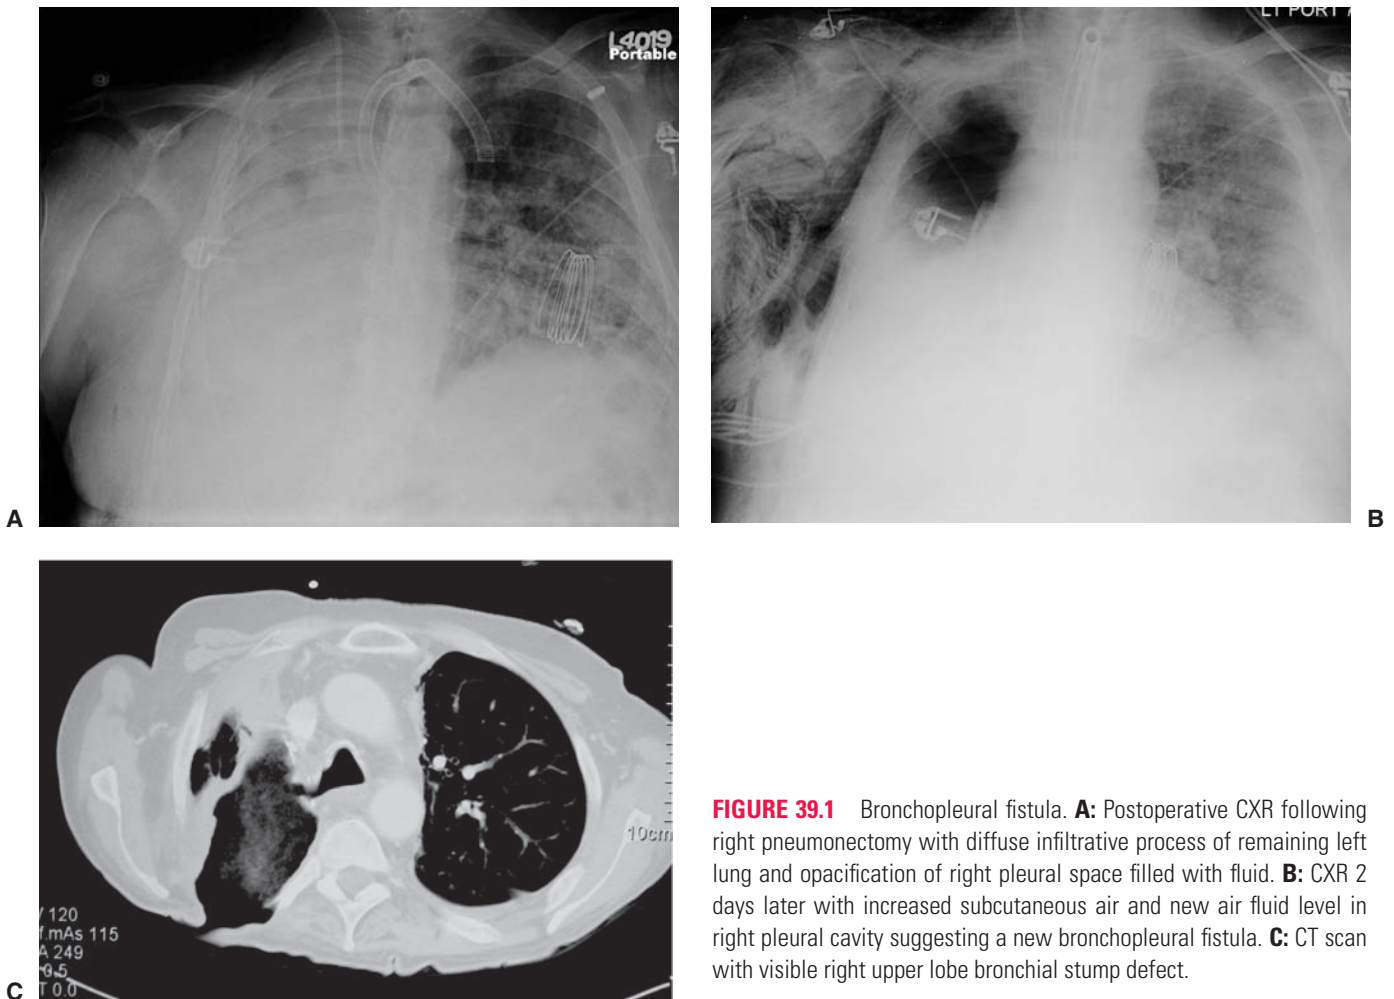 L4019
Portable
A
LT PORT
B
10cm
/ 120
f.mAs 115
A 249
0.5
T 0.0
C
FIGURE 39.1 Bronchopleural fistula. A: Postoperative CXR following
right pneumonectomy with diffuse infiltrative process of remaining left
lung and opacification of right pleural space filled with fluid. B: CXR 2
days later with increased subcutaneous air and new air fluid level in
right pleural cavity suggesting a new bronchopleural fistula. C: CT scan
with visible right upper lobe bronchial stump defect.